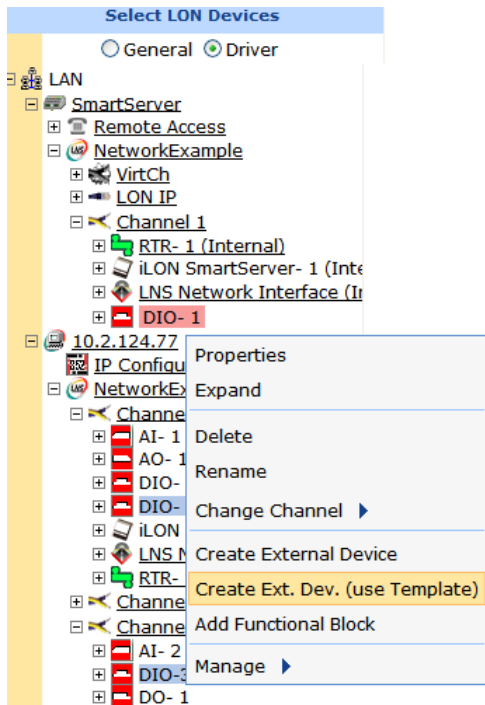 Select LON Devices
General Driver
LAN
SmartServer
Remote Access
NetworkExample
VirtCh
LON IP
Channel 1
RTR- 1 (Internal)
iLON SmartServer- 1 (Inte
LNS Network Interface (In
DIO- 1
10.2.124.77
IP Configu
NetworkEx
Channe
AI- 1
AO- 1
DIO-
DIO-
iLON
LNS N
RTR-
Channe
Channe
AI- 2
DIO-3
DO- 1
Properties
Expand
Delete
Rename
Change Channel
Create External Device
Create Ext. Dev. (use Template)
Add Functional Block
Manage